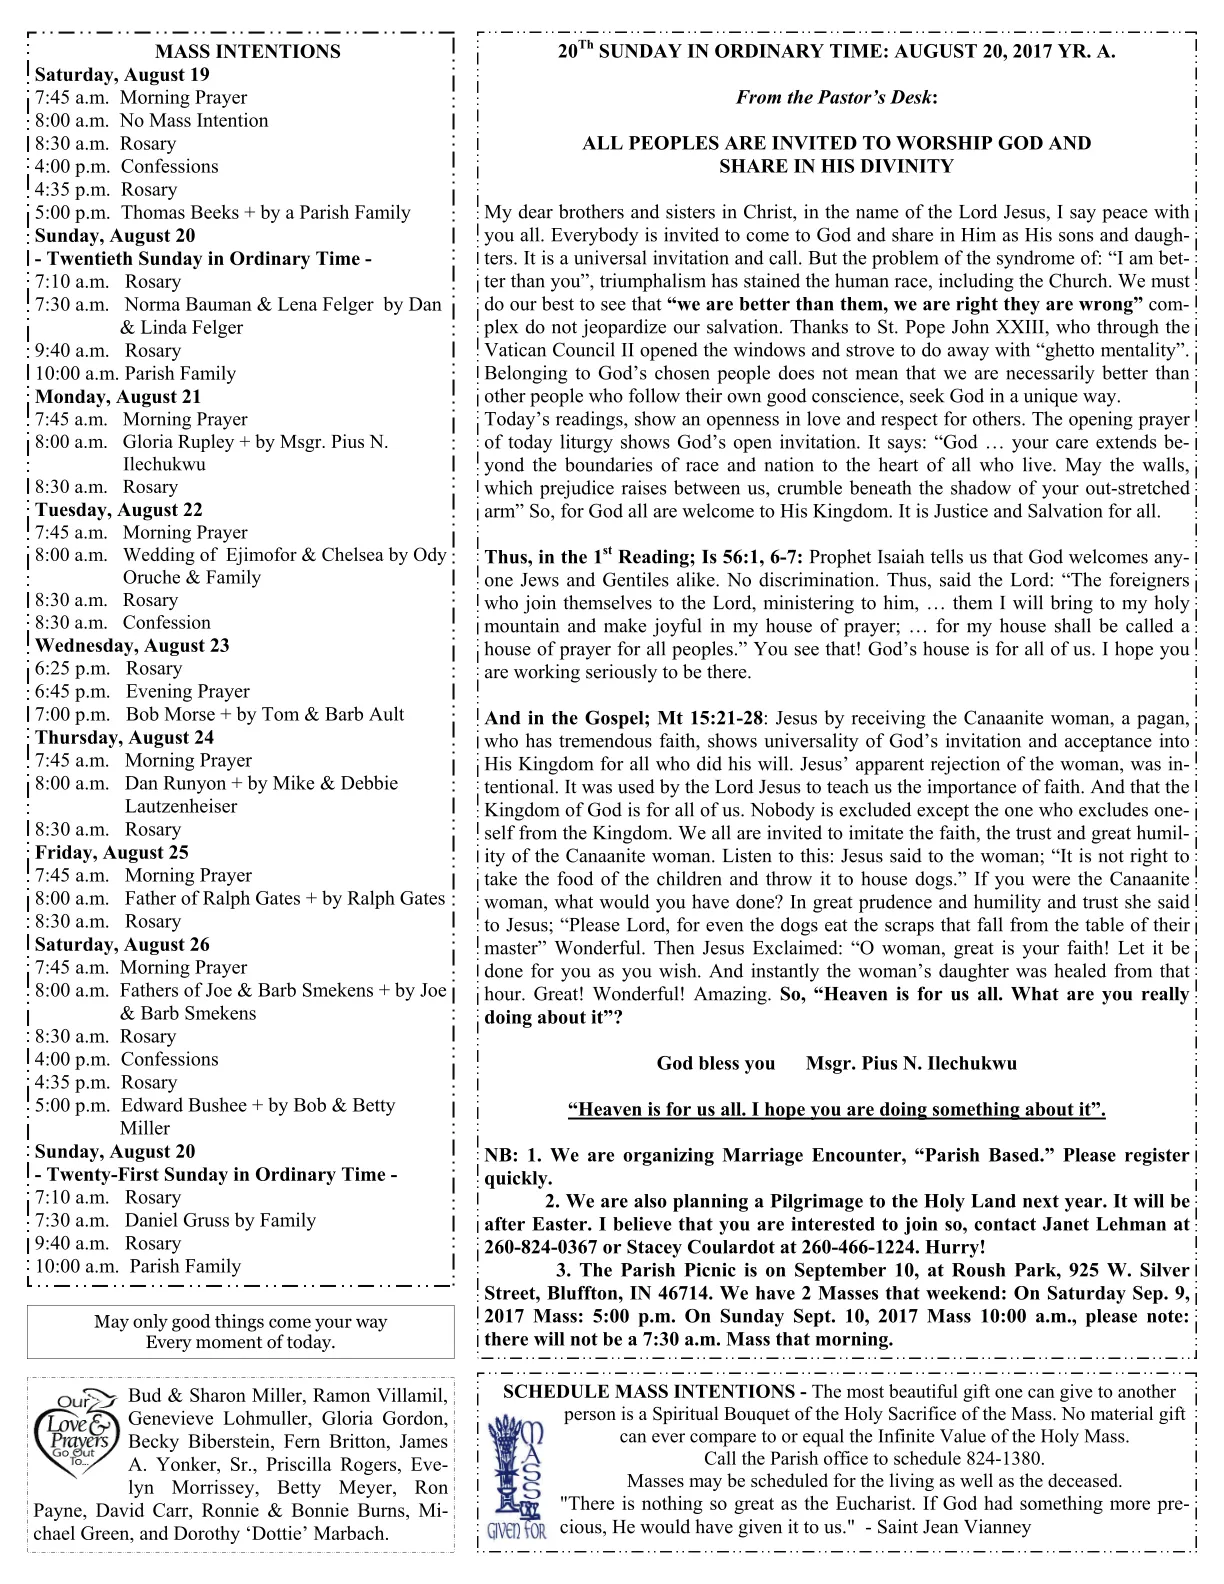 MASS INTENTIONS
Saturday, August 19
7:45 a.m. Morning Prayer
8:00 a.m. No Mass Intention
8:30 a.m. Rosary
4:00 p.m. Confessions
4:35 p.m. Rosary
5:00 p.m. Thomas Beeks + by a Parish Family
Sunday, August 20
- Twentieth Sunday in Ordinary Time -
7:10 a.m. Rosary
7:30 a.m. Norma Bauman & Lena Felger by Dan
& Linda Felger
9:40 a.m. Rosary
10:00 a.m. Parish Family
Monday, August 21
7:45 a.m. Morning Prayer
8:00 a.m. Gloria Rupley + by Msgr. Pius N.
Ilechukwu
8:30 a.m. Rosary
Tuesday, August 22
7:45 a.m. Morning Prayer
8:00 a.m. Wedding of Ejimofor & Chelsea by Ody
Oruche & Family
8:30 a.m. Rosary
8:30 a.m. Confession
Wednesday, August 23
6:25 p.m. Rosary
6:45 p.m. Evening Prayer
7:00 p.m. Bob Morse + by Tom & Barb Ault
Thursday, August 24
7:45 a.m. Morning Prayer
8:00 a.m. Dan Runyon + by Mike & Debbie
Lautzenheiser
8:30 a.m. Rosary
Friday, August 25
7:45 a.m. Morning Prayer
8:00 a.m. Father of Ralph Gates + by Ralph Gates
8:30 a.m. Rosary
Saturday, August 26
7:45 a.m. Morning Prayer
8:00 a.m. Fathers of Joe & Barb Smekens + by Joe
& Barb Smekens
8:30 a.m. Rosary
4:00 p.m. Confessions
4:35 p.m. Rosary
5:00 p.m. Edward Bushee + by Bob & Betty
Miller
Sunday, August 20
- Twenty-First Sunday in Ordinary Time -
7:10 a.m. Rosary
7:30 a.m. Daniel Gruss by Family
9:40 a.m. Rosary
10:00 a.m. Parish Family
May only good things come your way
Every moment of today.
Our
Love &
Prayers
Go Out
To...
Bud & Sharon Miller, Ramon Villamil,
Genevieve Lohmuller, Gloria Gordon,
Becky Biberstein, Fern Britton, James
A. Yonker, Sr., Priscilla Rogers, Eve-
lyn Morrissey, Betty Meyer, Ron
Payne, David Carr, Ronnie & Bonnie Burns, Mi-
chael Green, and Dorothy ‘Dottie’ Marbach.
20Th SUNDAY IN ORDINARY TIME: AUGUST 20, 2017 YR. A.
From the Pastor’s Desk:
ALL PEOPLES ARE INVITED TO WORSHIP GOD AND
SHARE IN HIS DIVINITY
My dear brothers and sisters in Christ, in the name of the Lord Jesus, I say peace with
you all. Everybody is invited to come to God and share in Him as His sons and daugh-
ters. It is a universal invitation and call. But the problem of the syndrome of: “I am bet-
ter than you”, triumphalism has stained the human race, including the Church. We must
do our best to see that “we are better than them, we are right they are wrong” com-
plex do not jeopardize our salvation. Thanks to St. Pope John XXIII, who through the
Vatican Council II opened the windows and strove to do away with “ghetto mentality”.
Belonging to God’s chosen people does not mean that we are necessarily better than
other people who follow their own good conscience, seek God in a unique way.
Today’s readings, show an openness in love and respect for others. The opening prayer
of today liturgy shows God’s open invitation. It says: “God … your care extends be-
yond the boundaries of race and nation to the heart of all who live. May the walls,
which prejudice raises between us, crumble beneath the shadow of your out-stretched
arm” So, for God all are welcome to His Kingdom. It is Justice and Salvation for all.
Thus, in the 1st Reading; Is 56:1, 6-7: Prophet Isaiah tells us that God welcomes any-
one Jews and Gentiles alike. No discrimination. Thus, said the Lord: “The foreigners
who join themselves to the Lord, ministering to him, … them I will bring to my holy
mountain and make joyful in my house of prayer; … for my house shall be called a
house of prayer for all peoples.” You see that! God’s house is for all of us. I hope you
are working seriously to be there.
And in the Gospel; Mt 15:21-28: Jesus by receiving the Canaanite woman, a pagan,
who has tremendous faith, shows universality of God’s invitation and acceptance into
His Kingdom for all who did his will. Jesus’ apparent rejection of the woman, was in-
tentional. It was used by the Lord Jesus to teach us the importance of faith. And that the
Kingdom of God is for all of us. Nobody is excluded except the one who excludes one-
self from the Kingdom. We all are invited to imitate the faith, the trust and great humil-
ity of the Canaanite woman. Listen to this: Jesus said to the woman; “It is not right to
take the food of the children and throw it to house dogs.” If you were the Canaanite
woman, what would you have done? In great prudence and humility and trust she said
to Jesus; “Please Lord, for even the dogs eat the scraps that fall from the table of their
master” Wonderful. Then Jesus Exclaimed: “O woman, great is your faith! Let it be
done for you as you wish. And instantly the woman’s daughter was healed from that
hour. Great! Wonderful! Amazing. So, “Heaven is for us all. What are you really
doing about it”?
God bless you Msgr. Pius N. Ilechukwu
“Heaven is for us all. I hope you are doing something about it”.
NB: 1. We are organizing Marriage Encounter, “Parish Based.” Please register
quickly.
2. We are also planning a Pilgrimage to the Holy Land next year. It will be
after Easter. I believe that you are interested to join so, contact Janet Lehman at
260-824-0367 or Stacey Coulardot at 260-466-1224. Hurry!
3. The Parish Picnic is on September 10, at Roush Park, 925 W. Silver
Street, Bluffton, IN 46714. We have 2 Masses that weekend: On Saturday Sep. 9,
2017 Mass: 5:00 p.m. On Sunday Sept. 10, 2017 Mass 10:00 a.m., please note:
there will not be a 7:30 a.m. Mass that morning.
SCHEDULE MASS INTENTIONS - The most beautiful gift one can give to another
person is a Spiritual Bouquet of the Holy Sacrifice of the Mass. No material gift
can ever compare to or equal the Infinite Value of the Holy Mass.
Call the Parish office to schedule 824-1380.
Masses may be scheduled for the living as well as the deceased.
"There is nothing so great as the Eucharist. If God had something more pre-
cious, He would have given it to us." - Saint Jean Vianney
MASSES
GIVEN FOR